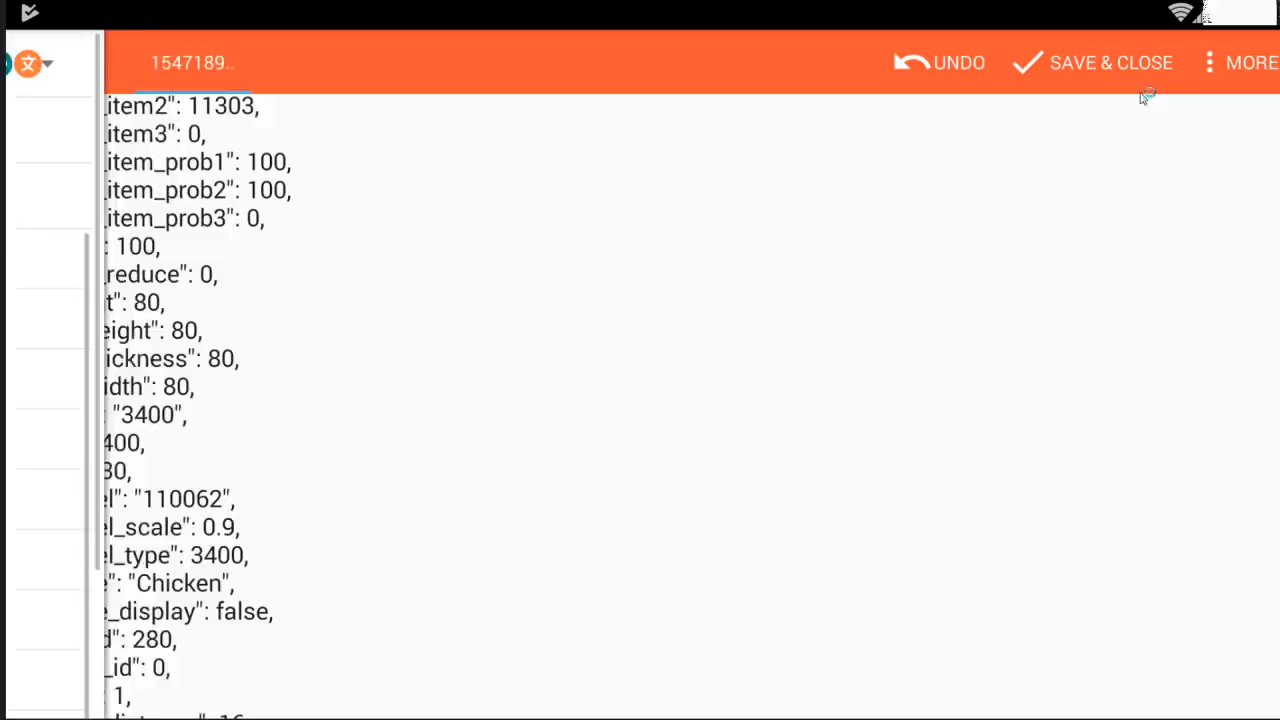 文
1547189..
UNDO
SAVE & CLOSE
MORE
_item2": 11303,
_item3": 0,
_item_prob1": 100,
_item_prob2": 100,
_item_prob3": 0,
: 100,
_reduce": 0,
t": 80,
eight": 80,
ickness": 80,
idth": 80,
: "3400",
400,
80,
el": "110062",
el_scale": 0.9,
el_type": 3400,
e": "Chicken",
e_display": false,
d": 280,
_id": 0,
: 1,